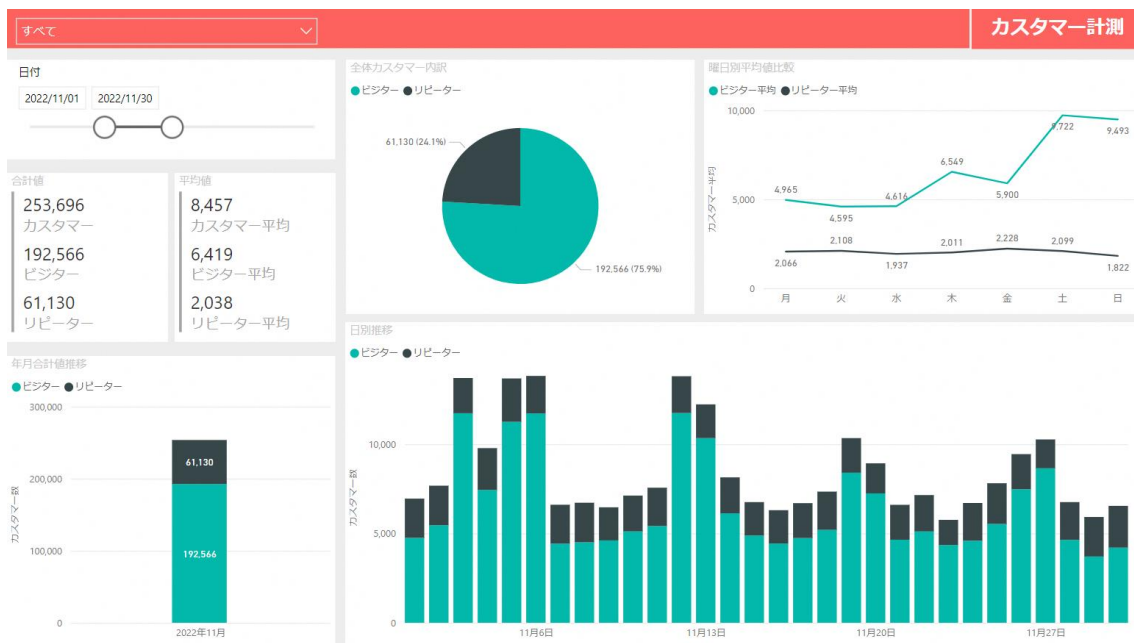 すべて
カスタマー計測
日付
2022/11/01 2022/11/30
合計値
253,696
カスタマー
192,566
ビジター
61,130
リピーター
平均値
8,457
カスタマー平均
6,419
ビジター平均
2,038
リピーター平均
年月合計値推移
ビジター リピーター
300,000
200,000
100,000
0
カスタマー数
61,130
192,566
2022年11月
全体カスタマー内訳
ビジター リピーター
61,130 (24.1%)
192,566 (75.9%)
曜日別平均値比較
ビジター平均 リピーター平均
10,000
5,000
0
カスタマー平均
4,965
4,595
4,616
6,549
5,900
9,722
9,493
2,066
2,108
1,937
2,011
2,228
2,099
1,822
月 火 水 木 金 土 日
日別推移
ビジター リピーター
10,000
5,000
0
カスタマー数
11月6日 11月13日 11月20日 11月27日